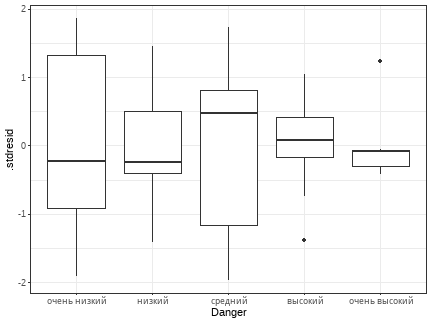 2
1
0
-1
-2
.stdresid
очень низкий низкий средний высокий очень высокий
Danger